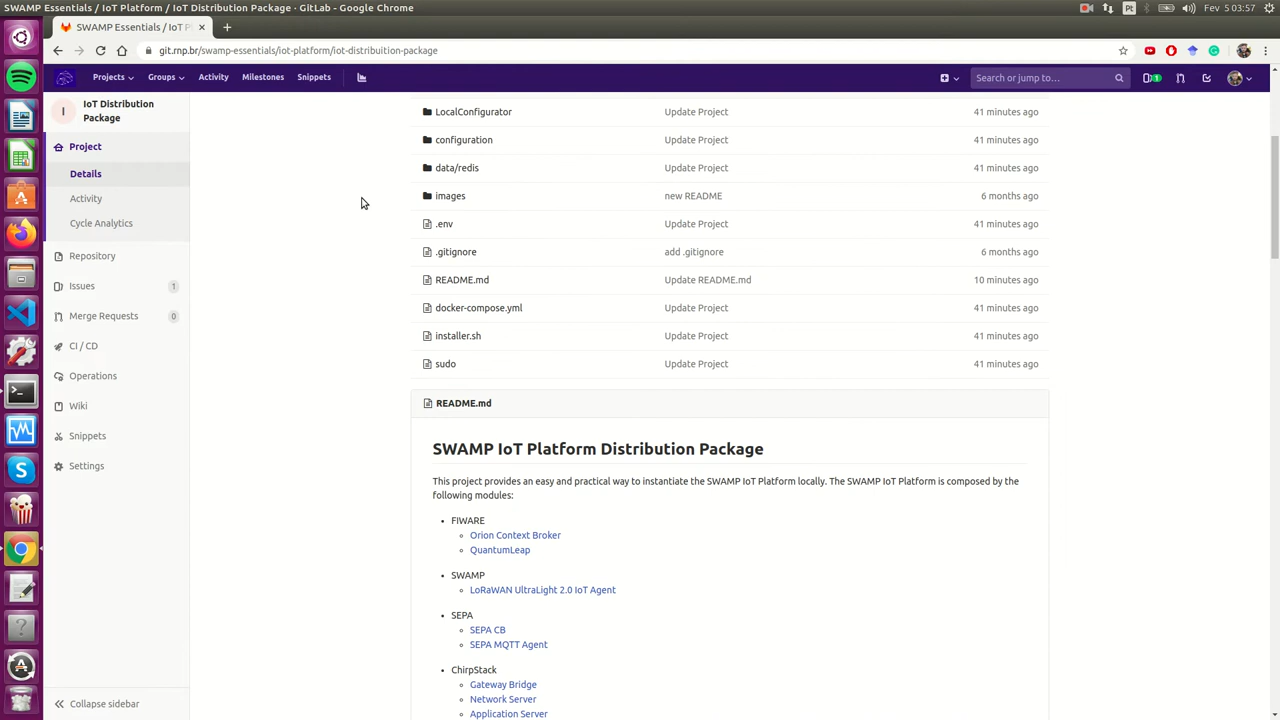 SWAMP Essentials / IoT Platform / IoT Distribution Package · GitLab - Google Chrome
Pt
Fev 5 03:57
SWAMP Essentials / IoT P
git.rnp.br/swamp-essentials/iot-platform/iot-distribuition-package
Projects
Groups
Activity
Milestones
Snippets
Search or jump to…
1
I
IoT Distribution
Package
Project
Details
Activity
Cycle Analytics
Repository
Issues
1
Merge Requests
0
CI / CD
Operations
Wiki
Snippets
Settings
Collapse sidebar
LocalConfigurator Update Project 41 minutes ago
configuration Update Project 41 minutes ago
data/redis Update Project 41 minutes ago
images new README 6 months ago
.env Update Project 41 minutes ago
.gitignore add .gitignore 6 months ago
README.md Update README.md 10 minutes ago
docker-compose.yml Update Project 41 minutes ago
installer.sh Update Project 41 minutes ago
sudo Update Project 41 minutes ago
README.md
SWAMP IoT Platform Distribution Package
This project provides an easy and practical way to instantiate the SWAMP IoT Platform locally. The SWAMP IoT Platform is composed by the
following modules:
• FIWARE
◦ Orion Context Broker
◦ QuantumLeap
• SWAMP
◦ LoRaWAN UltraLight 2.0 IoT Agent
• SEPA
◦ SEPA CB
◦ SEPA MQTT Agent
• ChirpStack
◦ Gateway Bridge
◦ Network Server
◦ Application Server